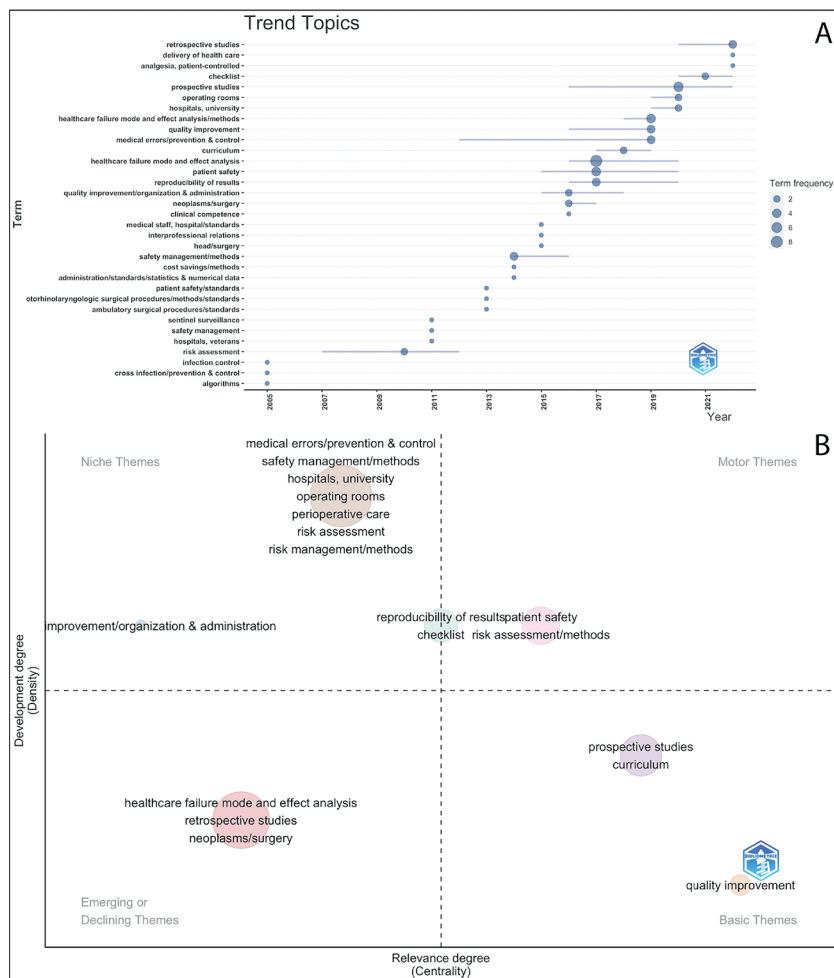 Trend Topics
A
Term
retrospective studies
delivery of health care
analgesia, patient-controlled
checklist
prospective studies
operating rooms
hospitals, university
healthcare failure mode and effect analysis/methods
quality improvement
medical errors/prevention & control
curriculum
healthcare failure mode and effect analysis
patient safety
reproducibility of results
quality improvement/organization & administration
neoplasms/surgery
clinical competence
medical staff, hospital/standards
interprofessional relations
head/surgery
safety management/methods
cost savings/methods
administration/standards/statistics & numerical data
patient safety/standards
otorhinolaryngologic surgical procedures/methods/standards
ambulatory surgical procedures/standards
sentinel surveillance
safety management
hospitals, veterans
risk assessment
infection control
cross infection/prevention & control
algorithms
Term frequency
2
4
6
8
2005 2007 2009 2011 2013 2015 2017 2019 2021
Year
B
Niche Themes
Motor Themes
medical errors/prevention & control
safety management/methods
hospitals, university
operating rooms
perioperative care
risk assessment
risk management/methods
improvement/organization & administration
reproducibility of results
checklist
patient safety
risk assessment/methods
Development degree
(Density)
prospective studies
curriculum
healthcare failure mode and effect analysis
retrospective studies
neoplasms/surgery
BIBLIOMETRIX
quality improvement
Emerging or
Declining Themes
Basic Themes
Relevance degree
(Centrality)